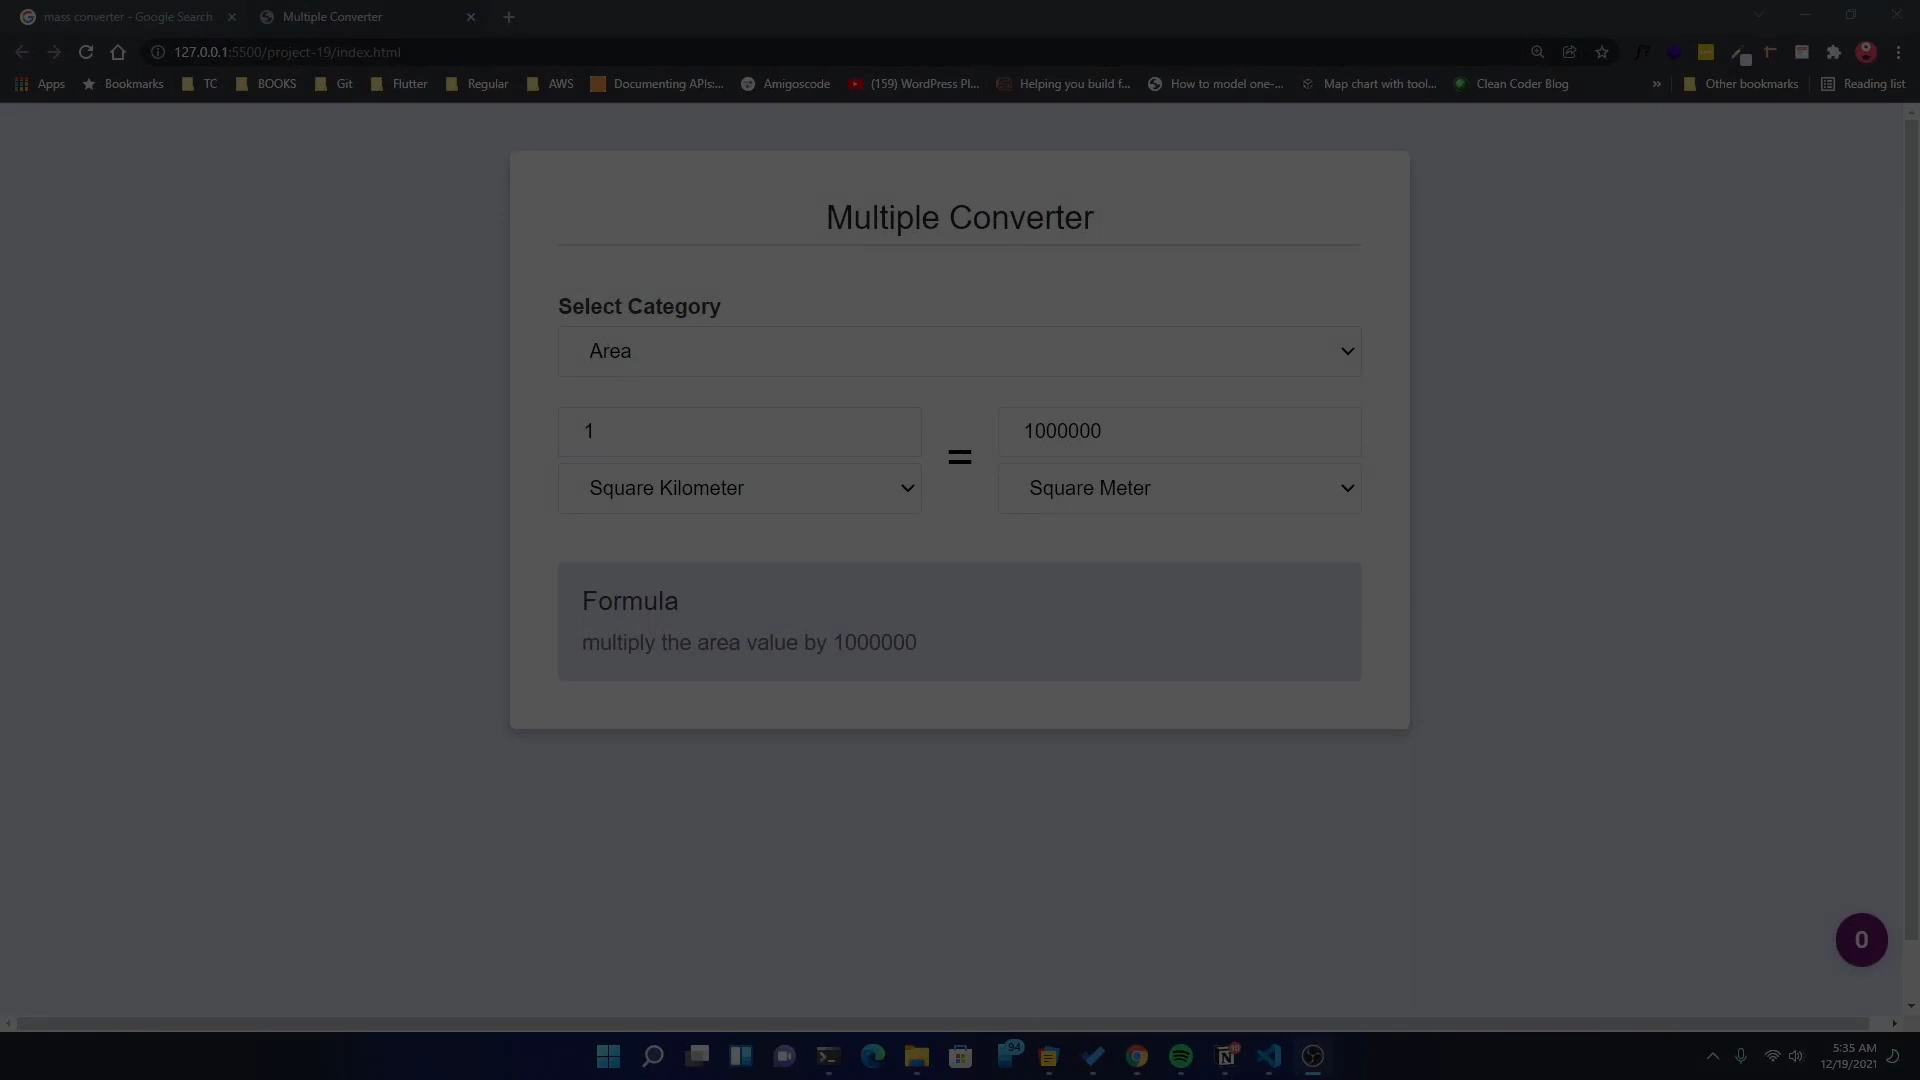 mass converter - Google Search
Multiple Converter
127.0.0.1:5500/project-19/index.html
Apps
Bookmarks
TC
BOOKS
Git
Flutter
Regular
AWS
Documenting APIs:...
Amigoscode
(159) WordPress Pl...
Helping you build f...
How to model one-...
Map chart with tool...
Clean Coder Blog
»
Other bookmarks
Reading list
Multiple Converter
Select Category
Area
1
=
1000000
Square Kilometer
Square Meter
Formula
multiply the area value by 1000000
0
94
5:35 AM
12/19/2021